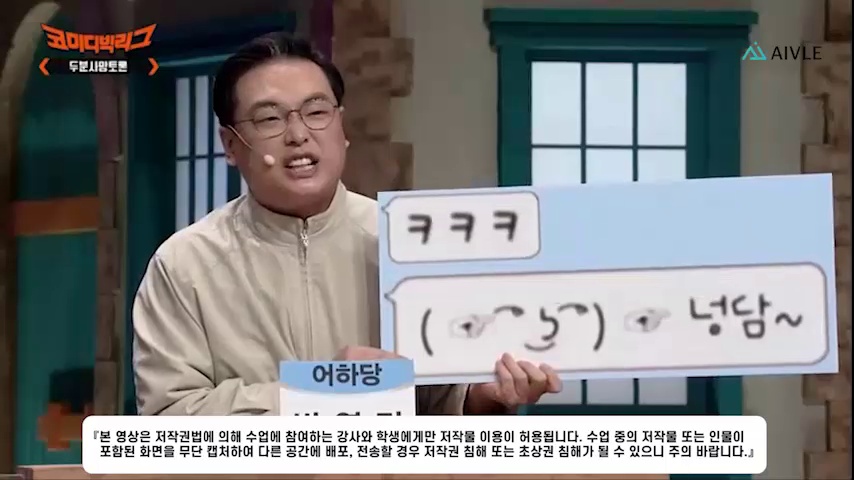 코미디빅리그
두분사망토론
AIVLE
ㅋㅋㅋ
( ͡° ͜ʖ ͡°) 넝담~
어하당
『본 영상은 저작권법에 의해 수업에 참여하는 강사와 학생에게만 저작물 이용이 허용됩니다. 수업 중의 저작물 또는 인물이
포함된 화면을 무단 캡처하여 다른 공간에 배포, 전송할 경우 저작권 침해 또는 초상권 침해가 될 수 있으니 주의 바랍니다.』